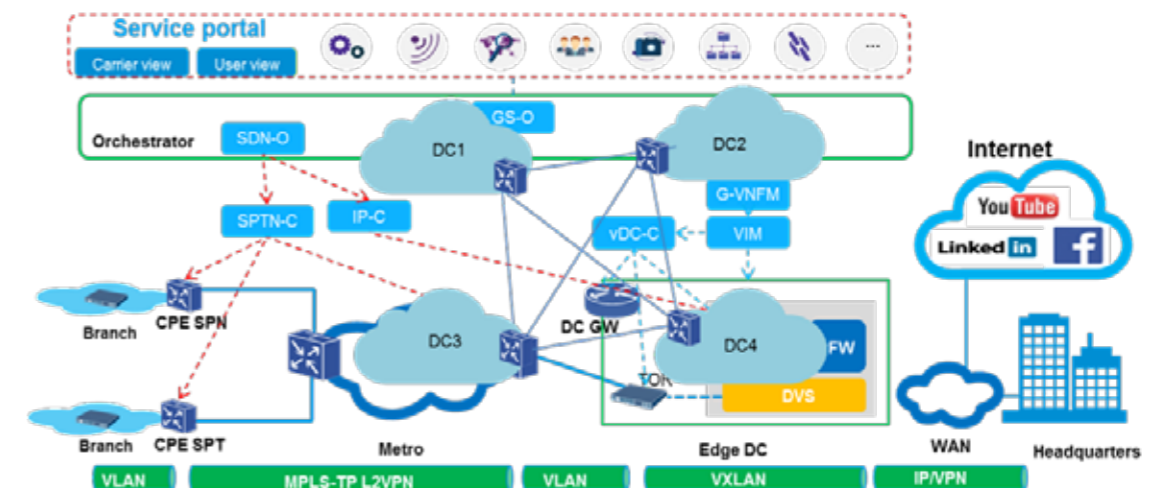 Service portal
Carrier view
User view
...
Orchestrator
SDN-O
GS-O
DC1
DC2
Internet
You Tube
Linked in
f
SPTN-C
IP-C
G-VNFM
vDC-C
VIM
Branch
CPE SPN
DC GW
DC3
DC4
FW
DVS
Branch
CPE SPT
Metro
Edge DC
WAN
Headquarters
VLAN
MPLS-TP L2VPN
VLAN
VXLAN
IP/VPN